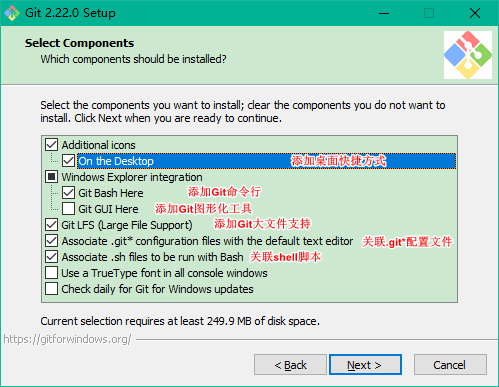 Git 2.22.0 Setup
Select Components
Which components should be installed?
Select the components you want to install; clear the components you do not want to
install. Click Next when you are ready to continue.
Additional icons
On the Desktop 添加桌面快捷方式
Windows Explorer integration
Git Bash Here 添加Git命令行
Git GUI Here 添加Git图形化工具
Git LFS (Large File Support) 添加Git大文件支持
Associate .git* configuration files with the default text editor 关联.git*配置文件
Associate .sh files to be run with Bash 关联shell脚本
Use a TrueType font in all console windows
Check daily for Git for Windows updates
Current selection requires at least 249.9 MB of disk space.
https://gitforwindows.org/
< Back Next > Cancel